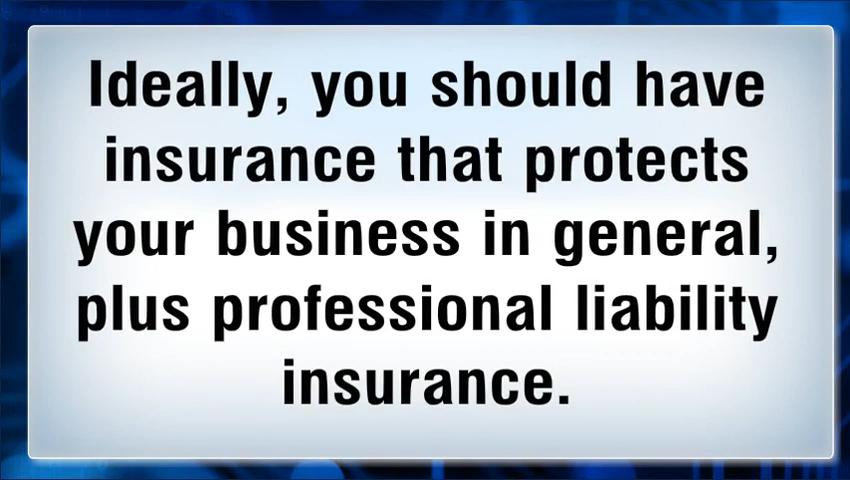 Ideally, you should have
insurance that protects
your business in general,
plus professional liability
insurance.